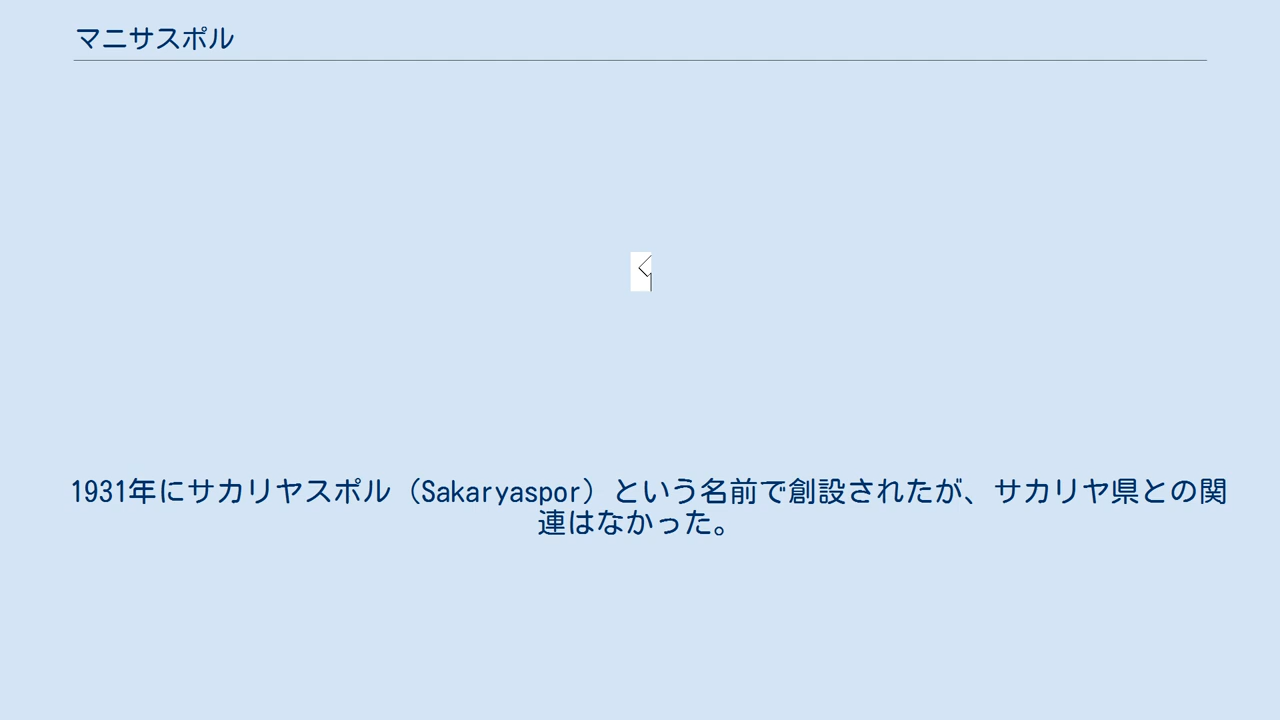 マニサスポル
1931年にサカリヤスポル（Sakaryaspor）という名前で創設されたが、サカリヤ県との関
連はなかった。